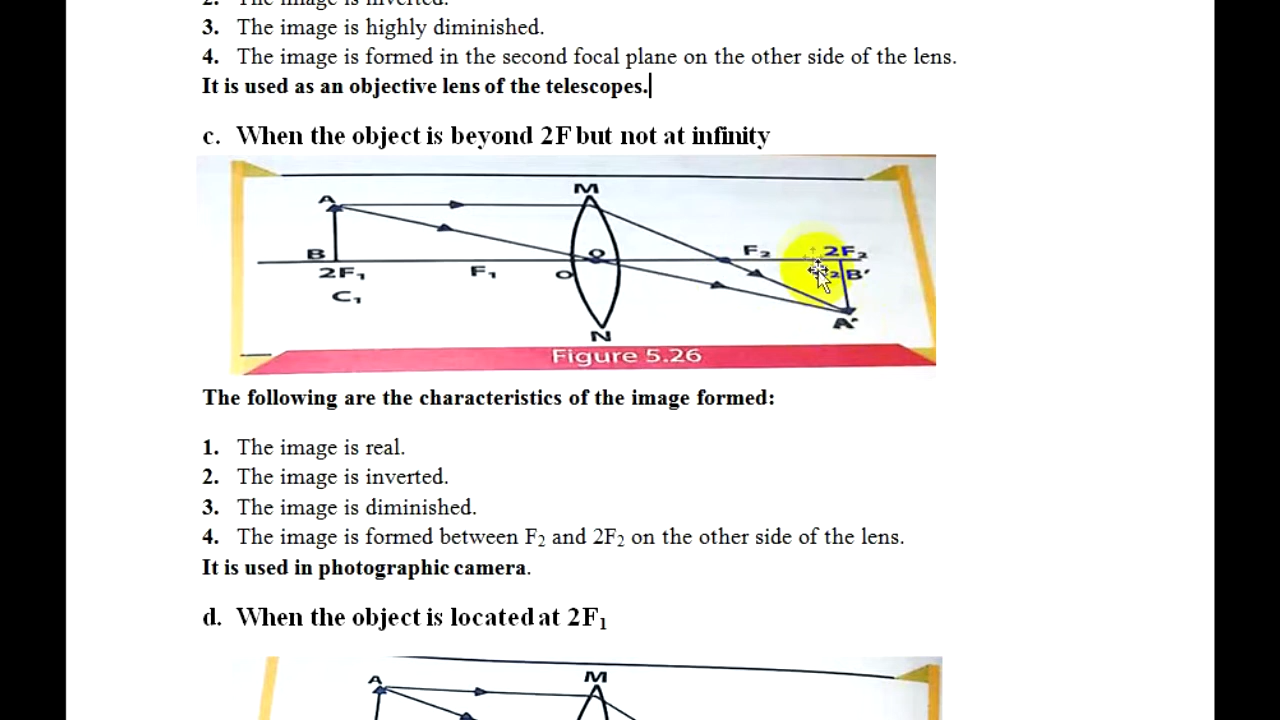 2. The image is inverted.
3. The image is highly diminished.
4. The image is formed in the second focal plane on the other side of the lens.
It is used as an objective lens of the telescopes.
c. When the object is beyond 2F but not at infinity
M
A
B O F₂ 2F₂
2F₁ F₁ O B'
C₁
A'
N
Figure 5.26
The following are the characteristics of the image formed:
1. The image is real.
2. The image is inverted.
3. The image is diminished.
4. The image is formed between F₂ and 2F₂ on the other side of the lens.
It is used in photographic camera.
d. When the object is located at 2F₁
A M